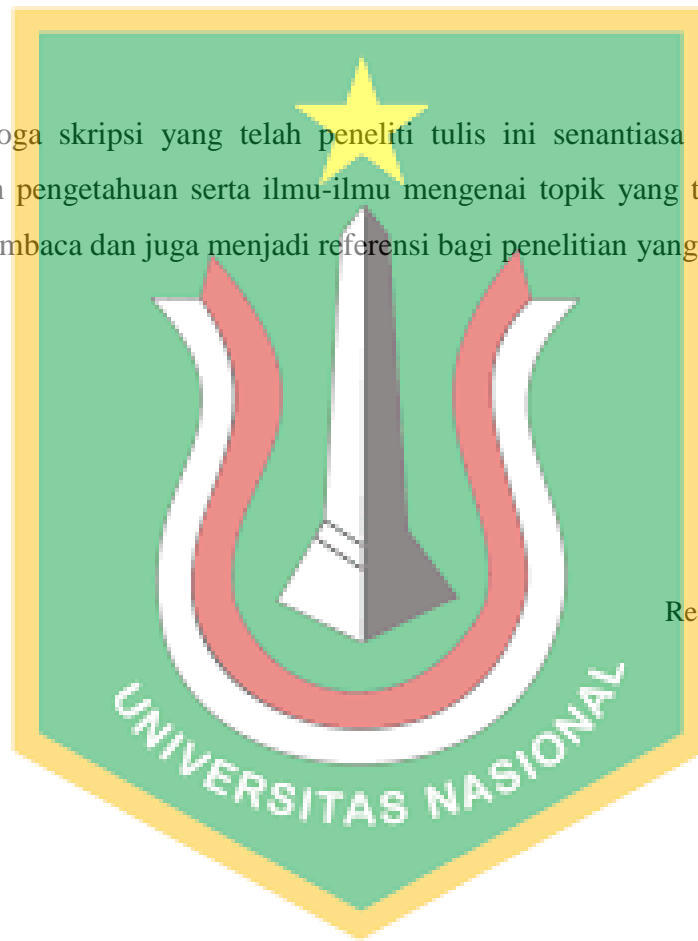 oga skripsi yang telah peneliti tulis ini senantiasa
pengetahuan serta ilmu-ilmu mengenai topik yang t
mbaca dan juga menjadi referensi bagi penelitian yang
Re
UNIVERSITAS NASIONAL